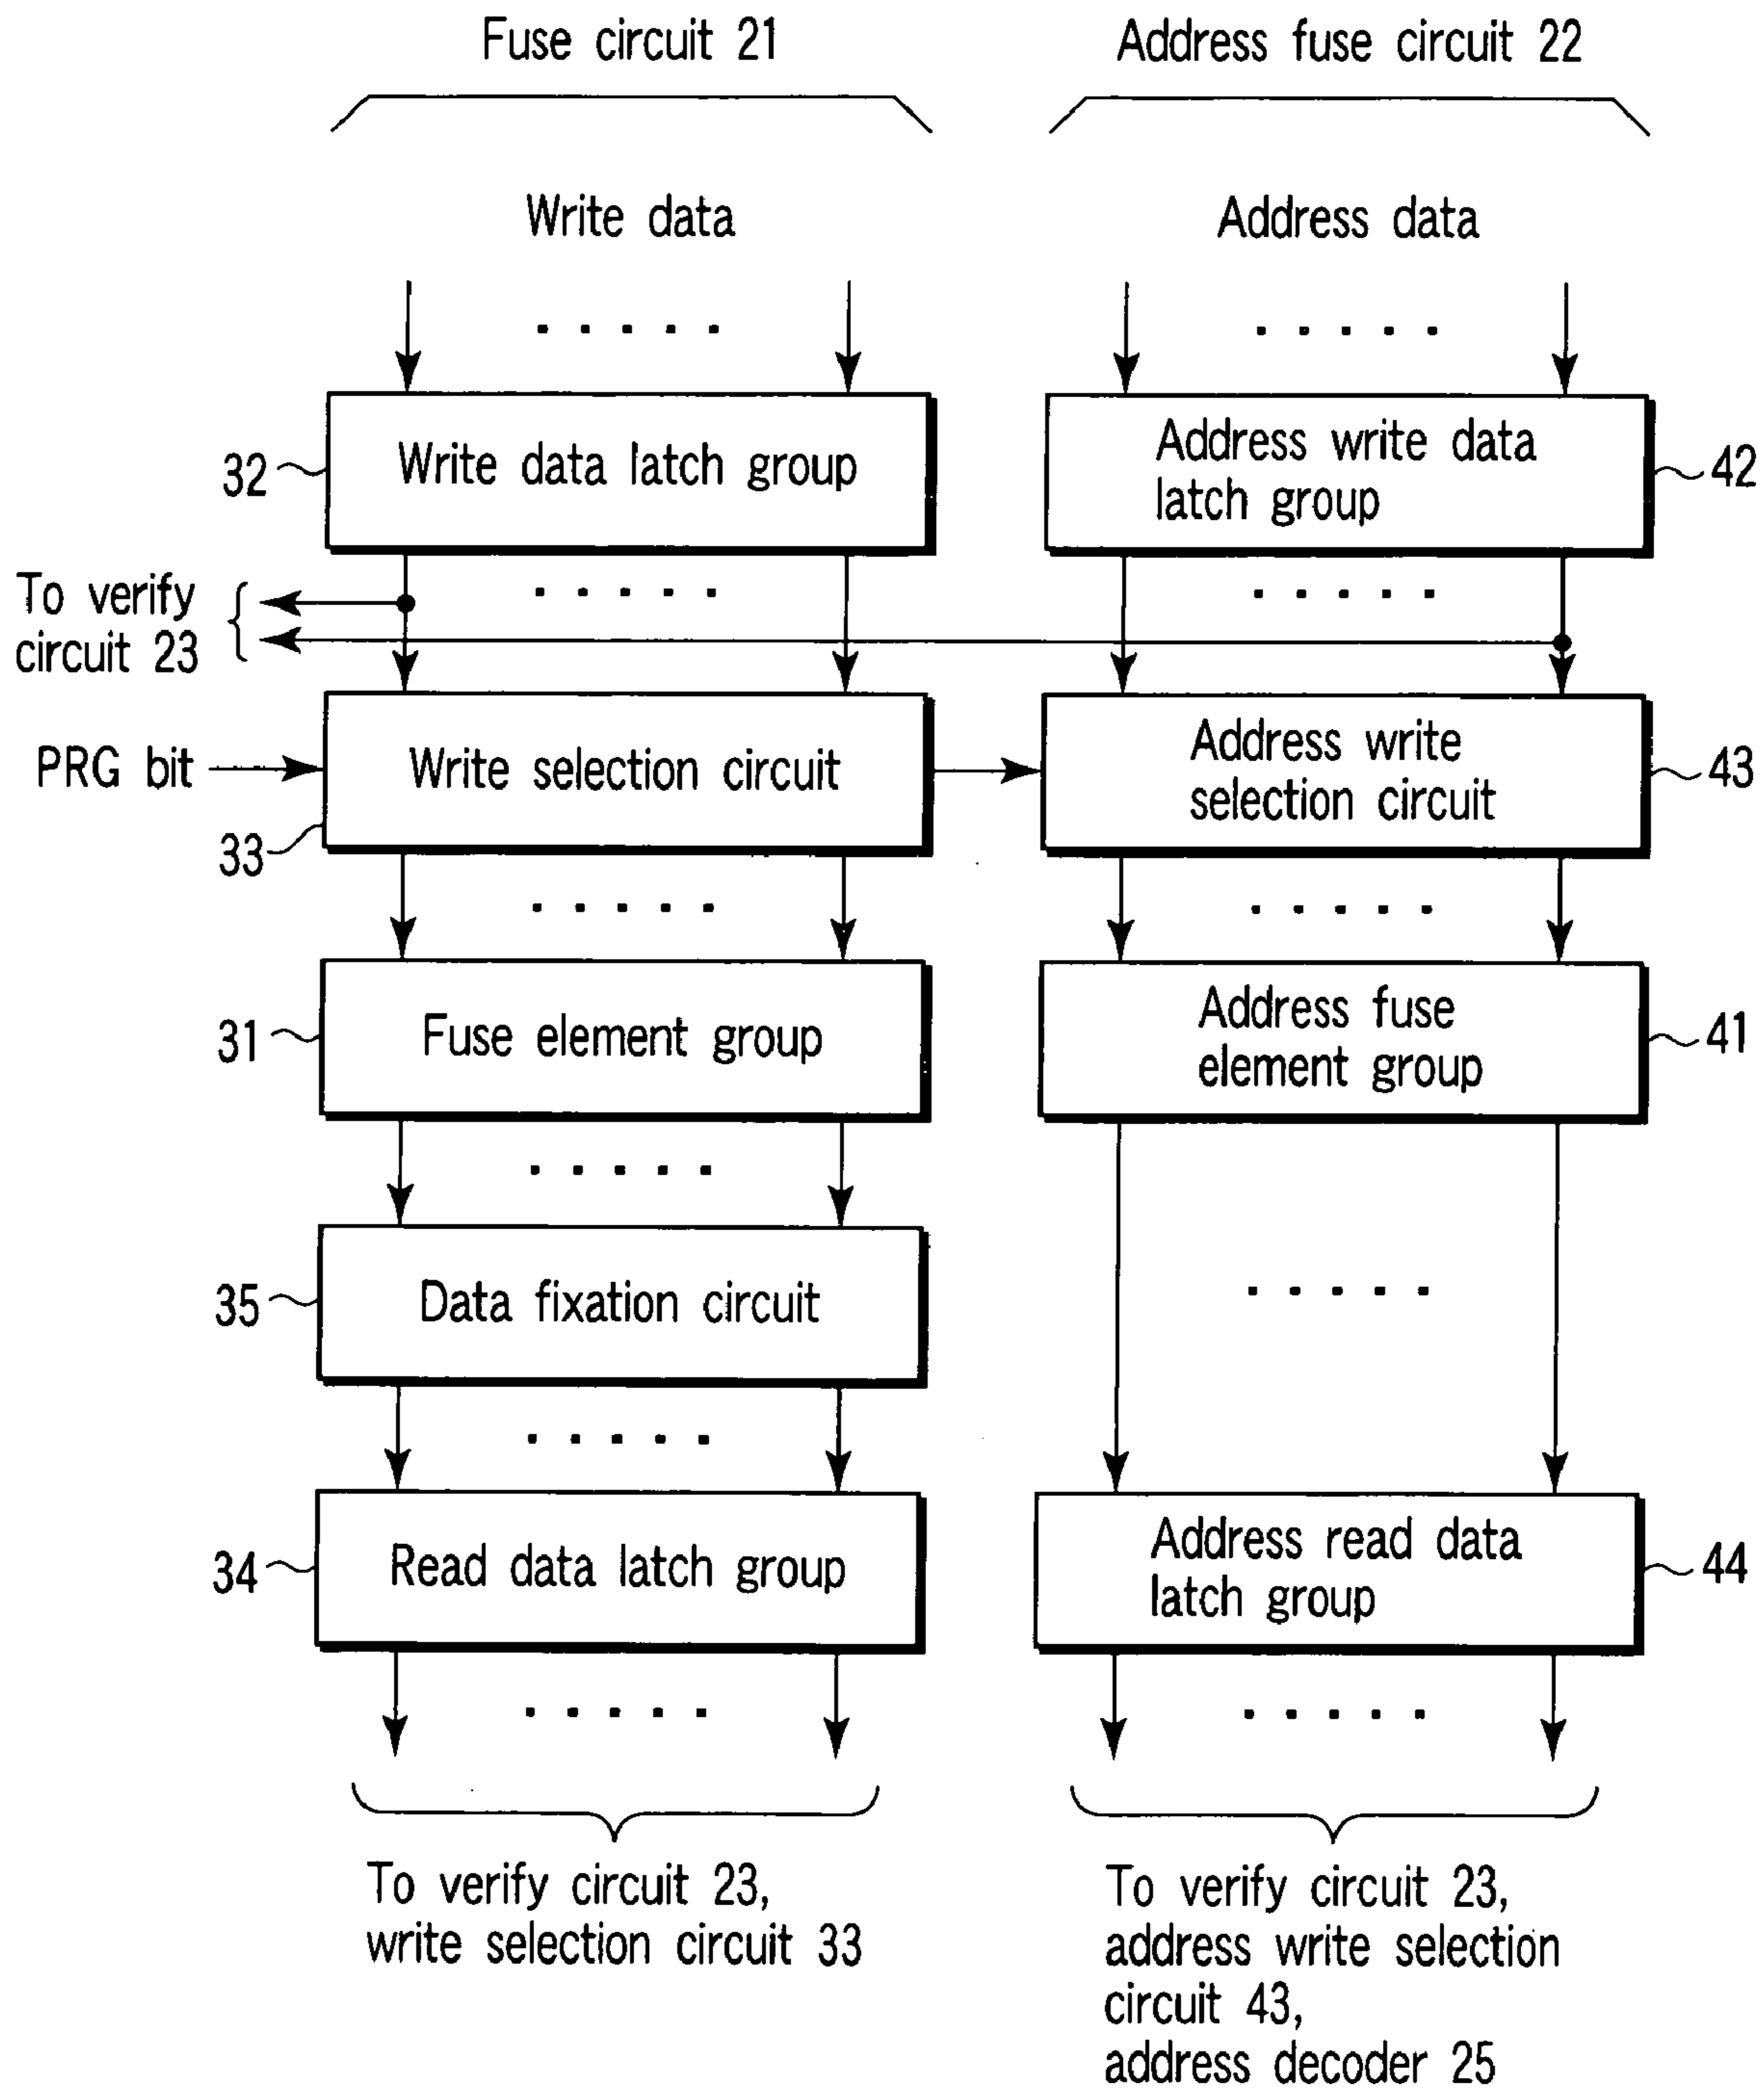 Fuse circuit 21
Address fuse circuit 22
Write data
Address data
32
Write data latch group
Address write data
latch group
42
To verify
circuit 23
PRG bit
Write selection circuit
33
Address write
selection circuit
43
31
Fuse element group
Address fuse
element group
41
35
Data fixation circuit
34
Read data latch group
Address read data
latch group
44
To verify circuit 23,
write selection circuit 33
To verify circuit 23,
address write selection
circuit 43,
address decoder 25